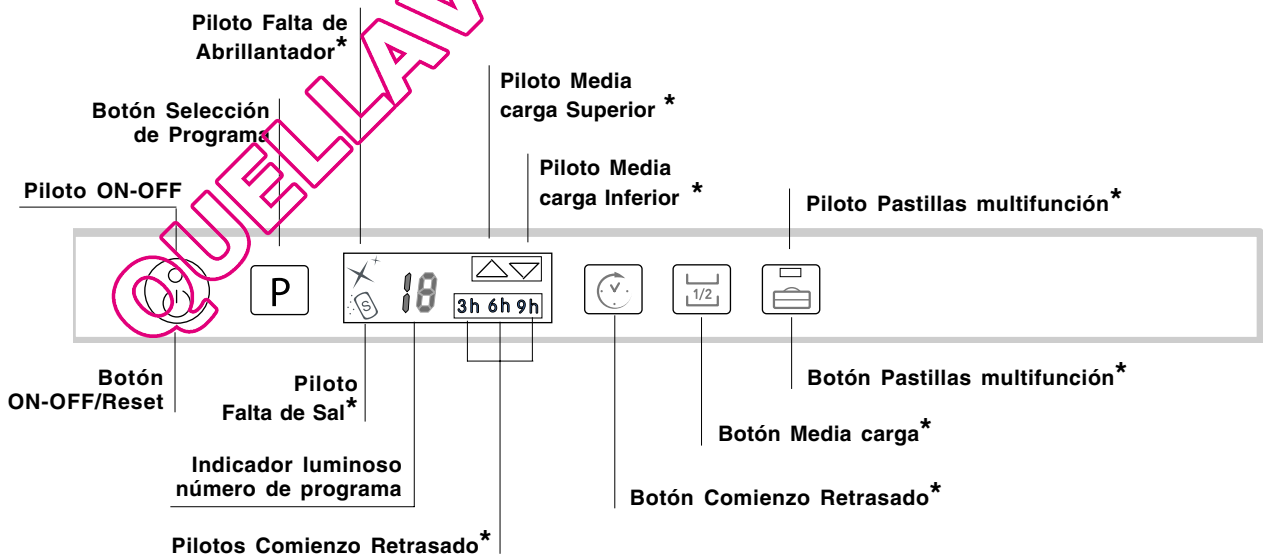 Piloto Falta de
Abrillantador*
Botón Selección
de Programa
Piloto ON-OFF
Piloto Media
carga Superior *
Piloto Media
carga Inferior *
Piloto Pastillas multifunción*
QUELLAV
P
S
18
3h 6h 9h
1/2
Botón
ON-OFF/Reset
Piloto
Falta de Sal*
Indicador luminoso
número de programa
Pilotos Comienzo Retrasado*
Botón Pastillas multifunción*
Botón Media carga*
Botón Comienzo Retrasado*